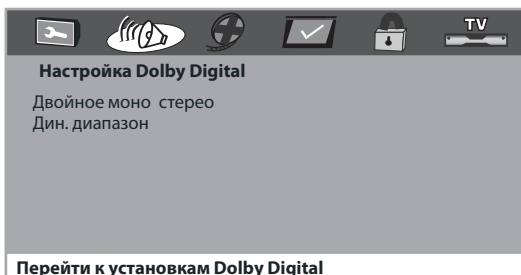 TV
Настройка Dolby Digital
Двойное моно стерео
Дин. диапазон
Перейти к установкам Dolby Digital